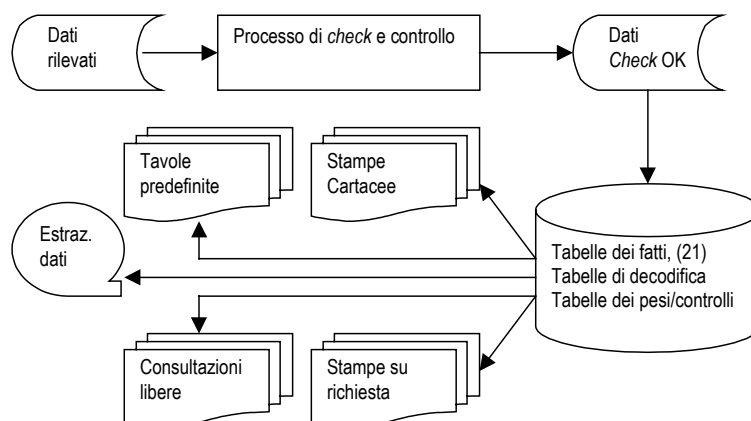 Dati
rilevati
Processo di check e controllo
Dati
Check OK
Tavole
predefinite
Stampe
Cartacee
Estraz.
dati
Tabelle dei fatti, (21)
Tabelle di decodifica
Tabelle dei pesi/controlli
Consultazioni
libere
Stampe su
richiesta